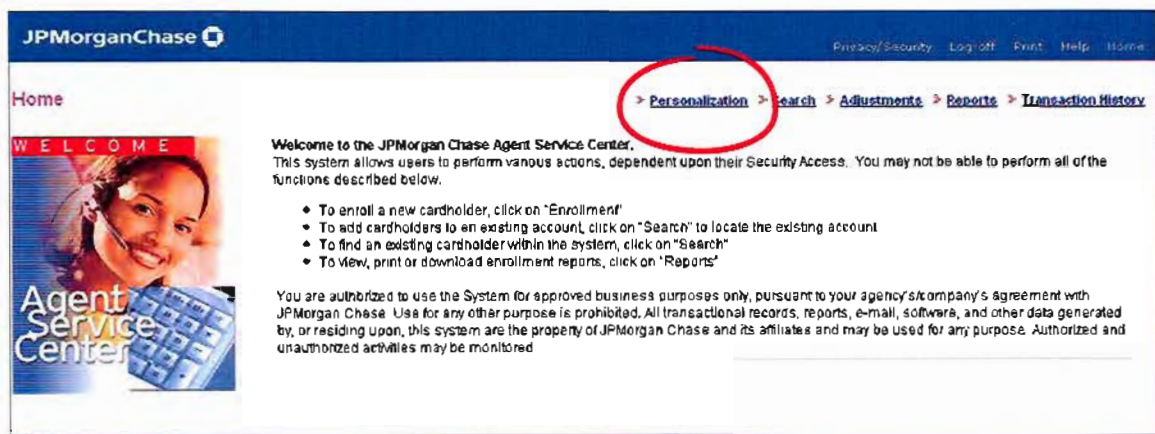 JPMorganChase
Privacy/Security Log-off Print Help Home
Home
> Personalization > Search > Adjustments > Reports > Transaction History
WELCOME
Agent
Service
Center
Welcome to the JPMorgan Chase Agent Service Center.
This system allows users to perform various actions, dependent upon their Security Access. You may not be able to perform all of the
functions described below.
• To enroll a new cardholder, click on "Enrollment"
• To add cardholders to an existing account, click on "Search" to locate the existing account
• To find an existing cardholder within the system, click on "Search"
• To view, print or download enrollment reports, click on "Reports"
You are authorized to use the System for approved business purposes only, pursuant to your agency's/company's agreement with
JPMorgan Chase Use for any other purpose is prohibited. All transactional records, reports, e-mail, software, and other data generated
by, or residing upon, this system are the property of JPMorgan Chase and its affiliates and may be used for any purpose Authorized and
unauthorized activities may be monitored